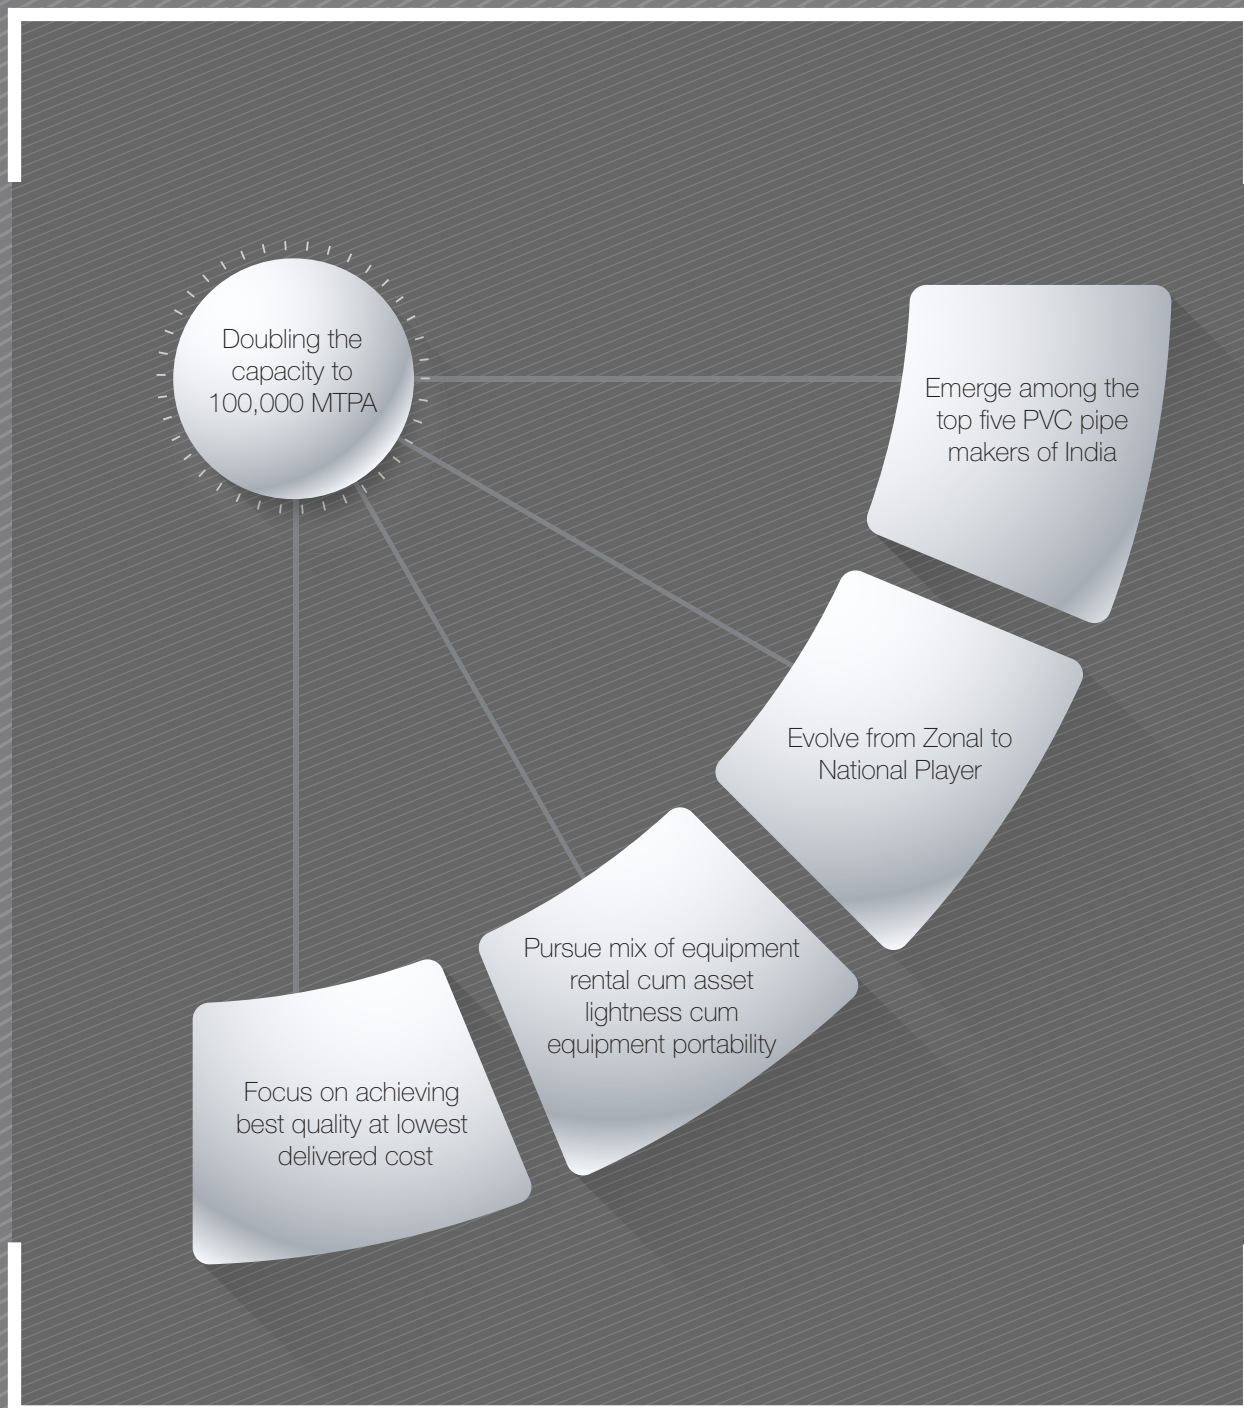 Doubling the
capacity to
100,000 MTPA
Emerge among the
top five PVC pipe
makers of India
Evolve from Zonal to
National Player
Pursue mix of equipment
rental cum asset
lightness cum
equipment portability
Focus on achieving
best quality at lowest
delivered cost